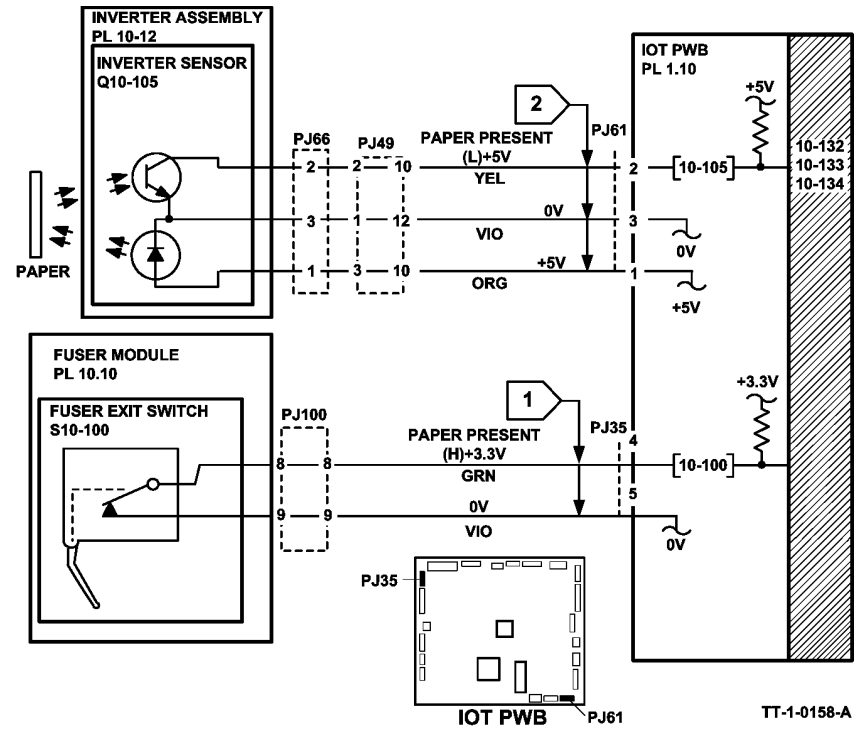 INVERTER ASSEMBLY
PL 10-12
INVERTER SENSOR
Q10-105
PAPER
PJ66
2
3
1
PJ49
2 10
1 12
3 10
PAPER PRESENT
(L)+5V
YEL
0V
VIO
+5V
ORG
2
PJ61
2
3
1
IOT PWB
PL 1.10
+5V
10-105
10-132
10-133
10-134
0V
+5V
FUSER MODULE
PL 10.10
FUSER EXIT SWITCH
S10-100
PJ100
8 8
9 9
PAPER PRESENT
(H)+3.3V
GRN
0V
VIO
1
PJ35
4
5
+3.3V
10-100
0V
PJ35
PJ61
IOT PWB
TT-1-0158-A